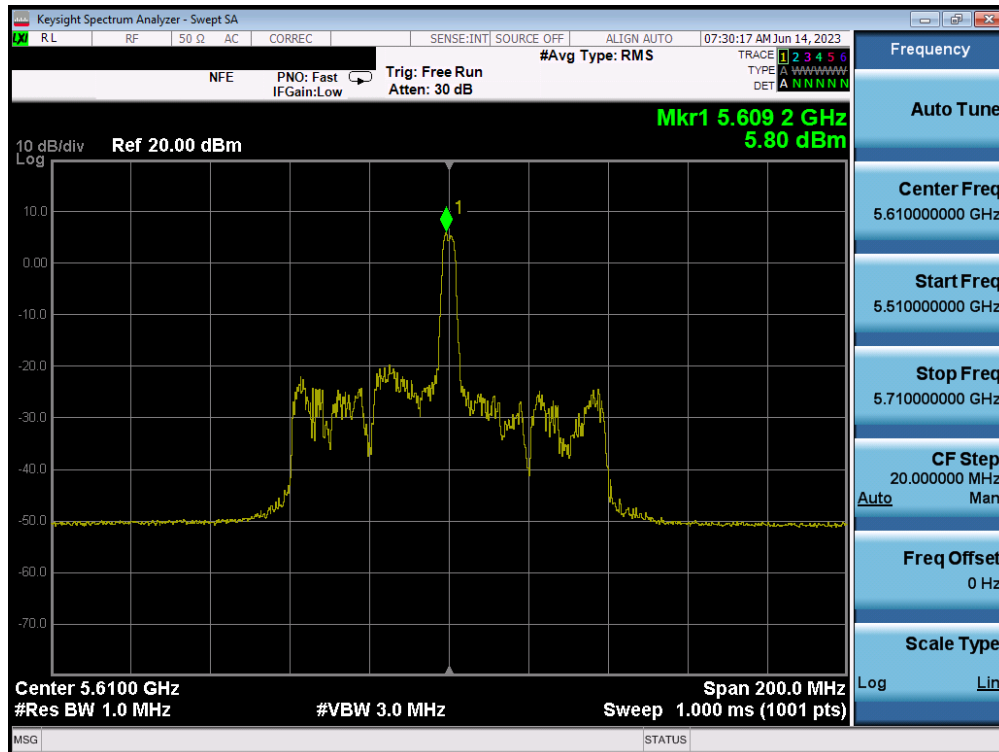 Keysight Spectrum Analyzer - Swept SA
LXI RL RF 50 Ω AC CORREC SENSE:INT SOURCE OFF ALIGN AUTO 07:30:17 AM Jun 14, 2023
NFE PNO: Fast IFGain:Low
Trig: Free Run
Atten: 30 dB
#Avg Type: RMS
TRACE 1 2 3 4 5 6
TYPE A WWWWW
DET A N N N N N
Mkr1 5.609 2 GHz
5.80 dBm
10 dB/div Ref 20.00 dBm
Log
1
10.0
0.00
-10.0
-20.0
-30.0
-40.0
-50.0
-60.0
-70.0
Center 5.6100 GHz Span 200.0 MHz
#Res BW 1.0 MHz #VBW 3.0 MHz Sweep 1.000 ms (1001 pts)
MSG STATUS
Frequency
Auto Tune
Center Freq
5.610000000 GHz
Start Freq
5.510000000 GHz
Stop Freq
5.710000000 GHz
CF Step
20.000000 MHz
Auto Man
Freq Offset
0 Hz
Scale Type
Log Lin